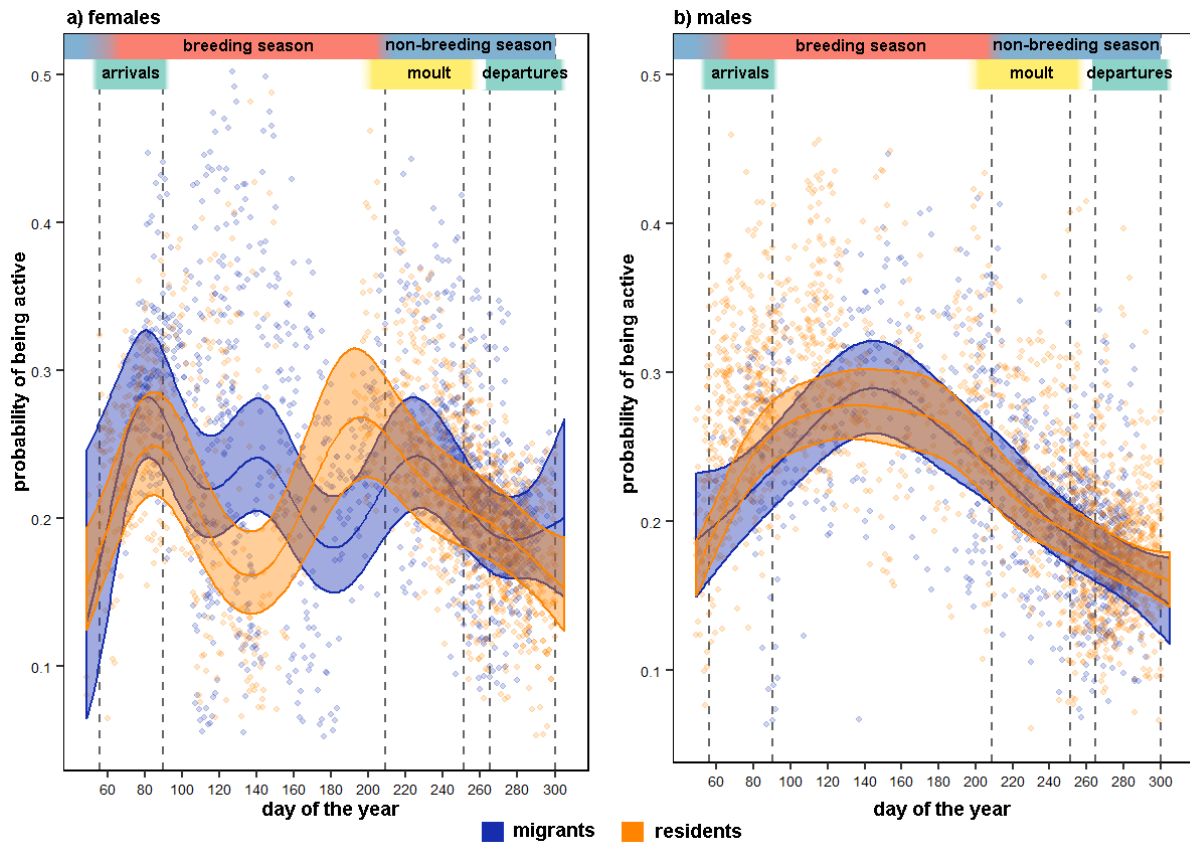 a) females
breeding season
non-breeding season
arrivals
moult
departures
0.5
0.4
0.3
0.2
0.1
probability of being active
60 80 100 120 140 160 180 200 220 240 260 280 300
day of the year
b) males
breeding season
non-breeding season
arrivals
moult
departures
0.5
0.4
0.3
0.2
0.1
probability of being active
60 80 100 120 140 160 180 200 220 240 260 280 300
day of the year
migrants
residents